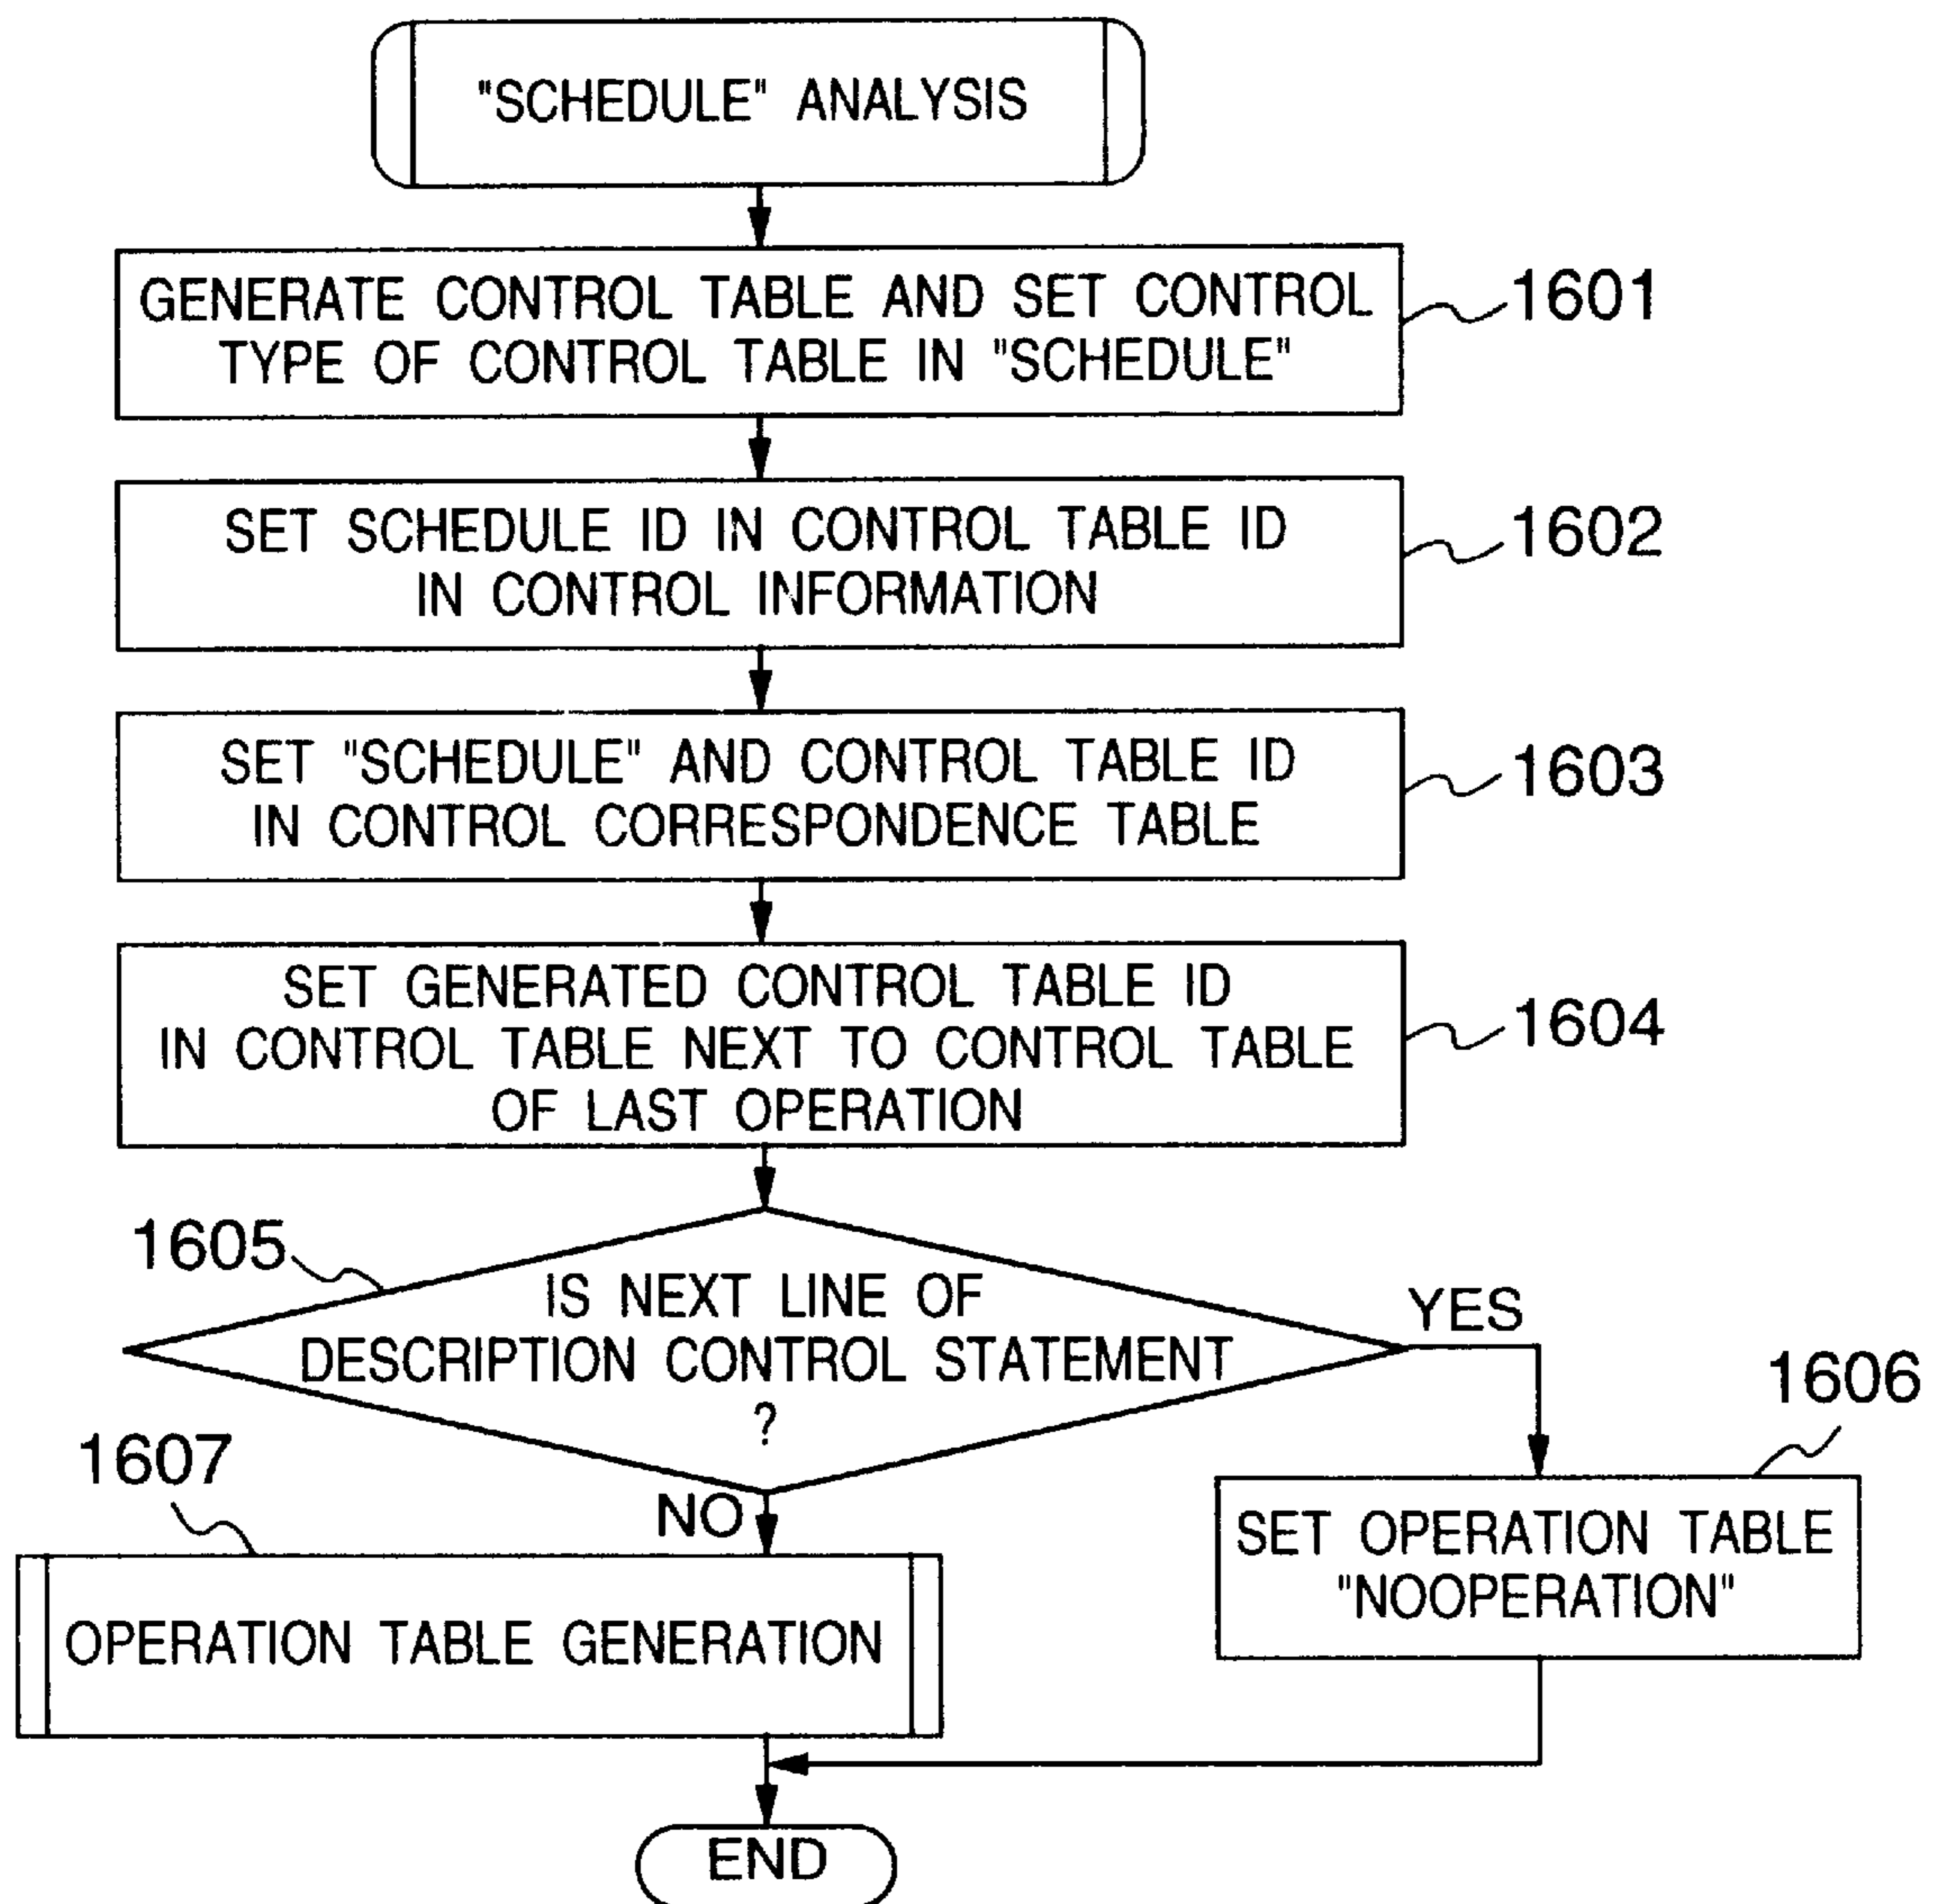 "SCHEDULE" ANALYSIS
GENERATE CONTROL TABLE AND SET CONTROL
TYPE OF CONTROL TABLE IN "SCHEDULE"
1601
SET SCHEDULE ID IN CONTROL TABLE ID
IN CONTROL INFORMATION
1602
SET "SCHEDULE" AND CONTROL TABLE ID
IN CONTROL CORRESPONDENCE TABLE
1603
SET GENERATED CONTROL TABLE ID
IN CONTROL TABLE NEXT TO CONTROL TABLE
OF LAST OPERATION
1604
1605
IS NEXT LINE OF
DESCRIPTION CONTROL STATEMENT
?
YES
1606
NO
1607
SET OPERATION TABLE
"NOOPERATION"
OPERATION TABLE GENERATION
END